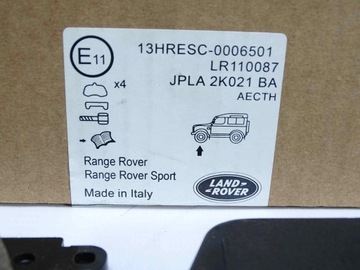 E11
13HRESC-0006501
LR110087
x4
JPLA 2K021 BA
AECTH
Range Rover
Range Rover Sport
Made in Italy
LAND-
-ROVER